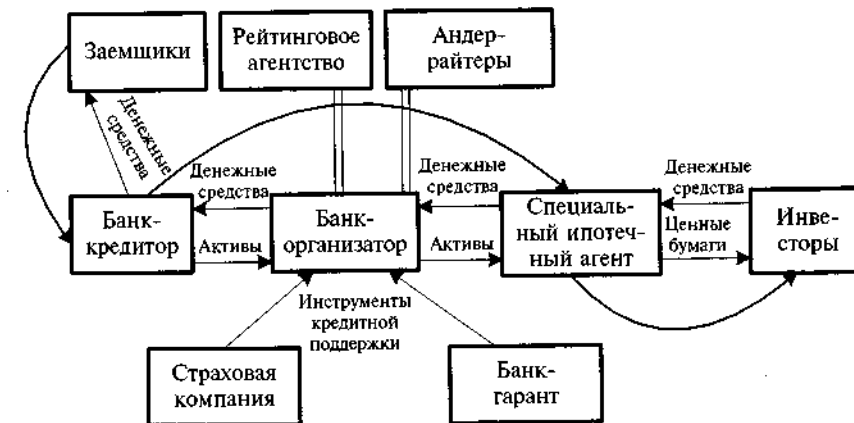 Заемщики
Рейтинговое
агентство
Андер-
райтеры
Денежные
средства
Денежные
средства
Денежные
средства
Денежные
средства
Банк-
кредитор
Активы
Банк-
организатор
Активы
Специаль-
ный ипотеч-
ный агент
Ценные
бумаги
Инве-
сторы
Инструменты
кредитной
поддержки
Страховая
компания
Банк-
гарант